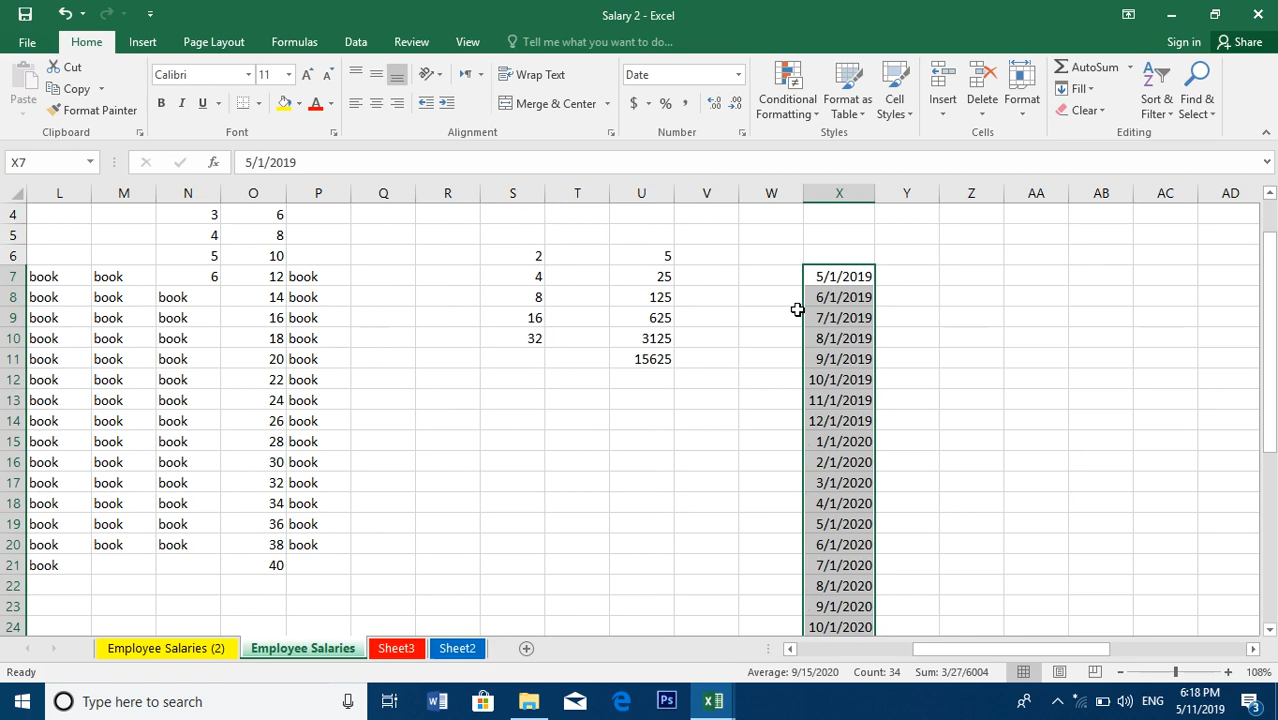 Salary 2 - Excel
File Home Insert Page Layout Formulas Data Review View Tell me what you want to do... Sign in Share
Paste Cut Copy Format Painter Clipboard
Calibri 11 B I U A Font
Wrap Text Merge & Center Alignment
Date $ % , Number
Conditional Formatting Format as Table Cell Styles Styles
Insert Delete Format Cells
AutoSum Fill Clear Sort & Filter Find & Select Editing
X7 fx 5/1/2019
L M N O P Q R S T U V W X Y Z AA AB AC AD
4 3 6
5 4 8
6 5 10 2 5
7 book book 6 12 book 4 25 5/1/2019
8 book book book 14 book 8 125 6/1/2019
9 book book book 16 book 16 625 7/1/2019
10 book book book 18 book 32 3125 8/1/2019
11 book book book 20 book 15625 9/1/2019
12 book book book 22 book 10/1/2019
13 book book book 24 book 11/1/2019
14 book book book 26 book 12/1/2019
15 book book book 28 book 1/1/2020
16 book book book 30 book 2/1/2020
17 book book book 32 book 3/1/2020
18 book book book 34 book 4/1/2020
19 book book book 36 book 5/1/2020
20 book book book 38 book 6/1/2020
21 book 40 7/1/2020
22 8/1/2020
23 9/1/2020
24 10/1/2020
Employee Salaries (2) Employee Salaries Sheet3 Sheet2
Ready Average: 9/15/2020 Count: 34 Sum: 3/27/6004 108%
Type here to search W Ps ENG 6:18 PM 5/11/2019 3